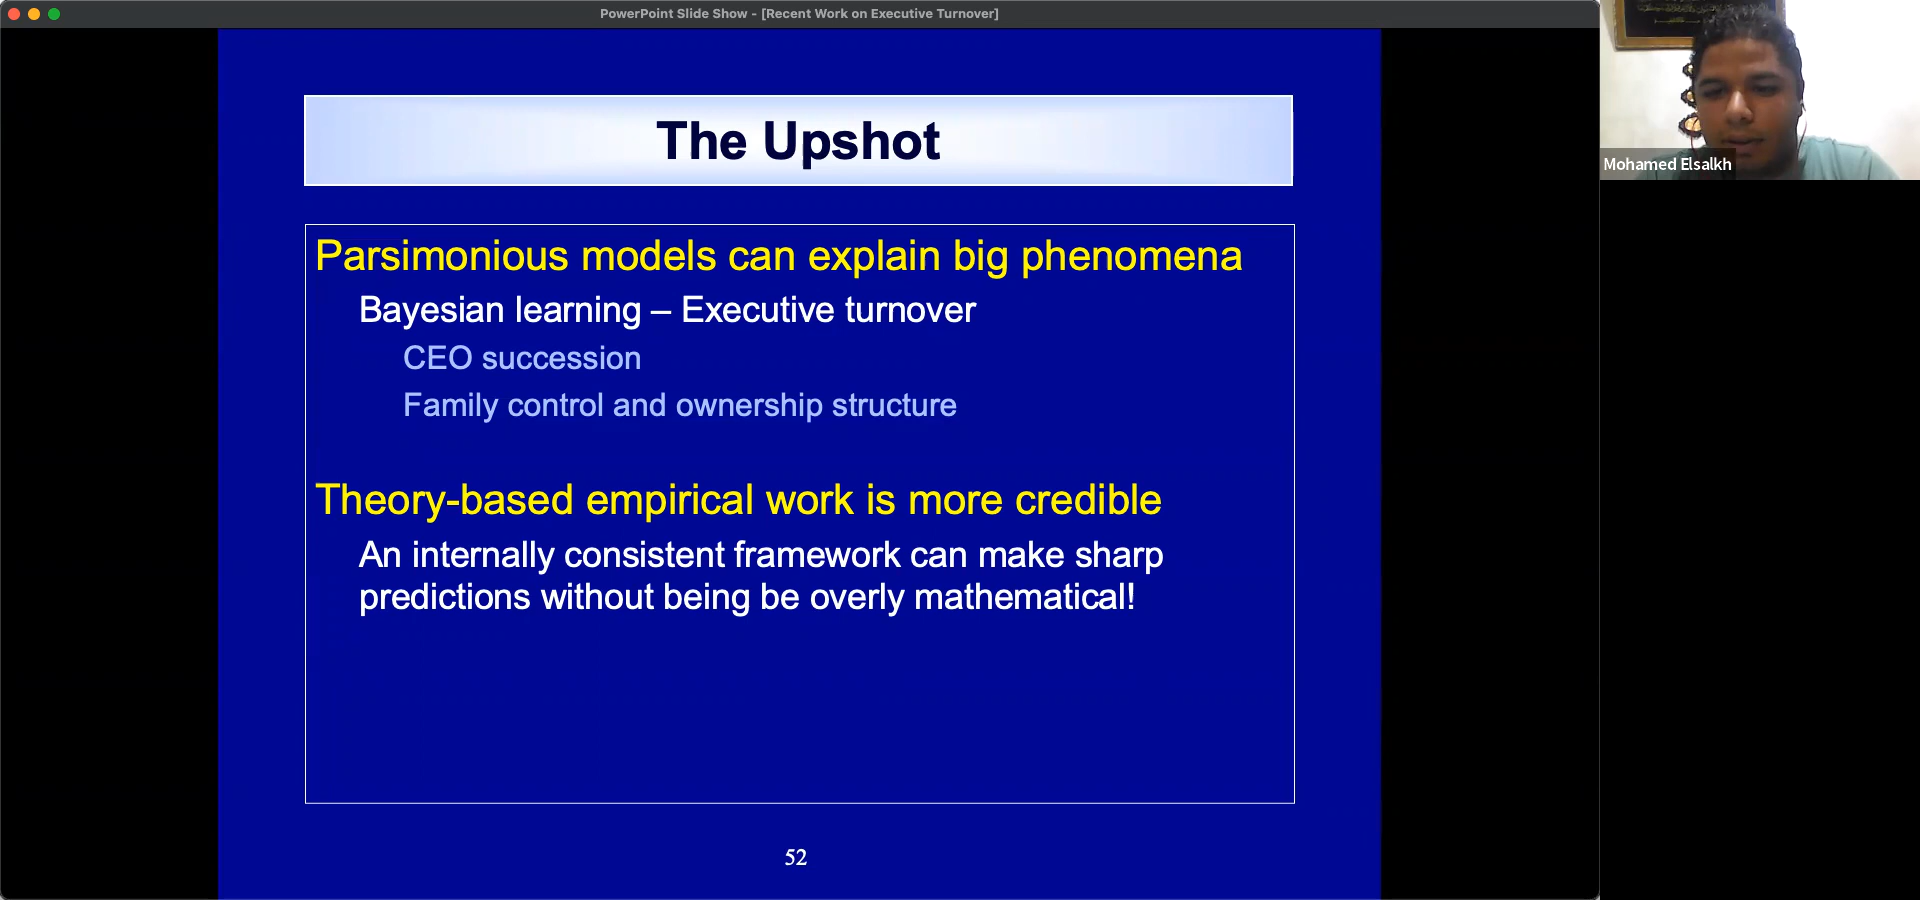 PowerPoint Slide Show - [Recent Work on Executive Turnover]
The Upshot
Parsimonious models can explain big phenomena
Bayesian learning – Executive turnover
CEO succession
Family control and ownership structure
Theory-based empirical work is more credible
An internally consistent framework can make sharp
predictions without being be overly mathematical!
52
Mohamed Elsalkh